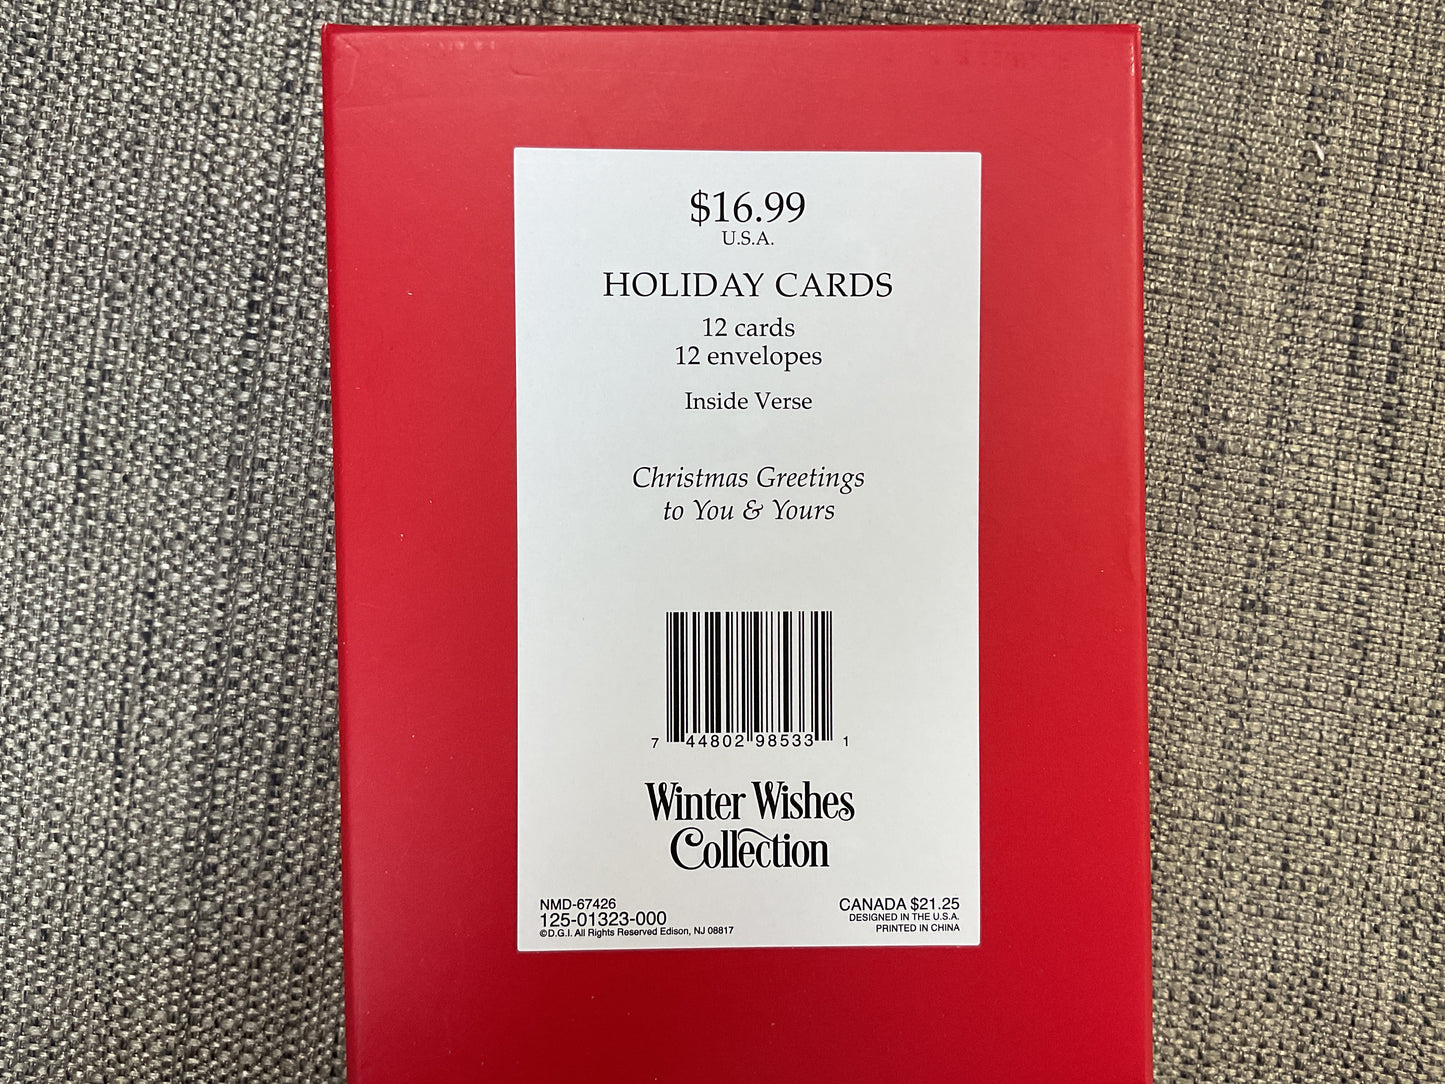 $16.99
U.S.A.
HOLIDAY CARDS
12 cards
12 envelopes
Inside Verse
Christmas Greetings
to You & Yours
7 44802 98533 1
Winter Wishes
Collection
NMD-67426
125-01323-000
©D.G.I. All Rights Reserved Edison, NJ 08817
CANADA $21.25
DESIGNED IN THE U.S.A.
PRINTED IN CHINA